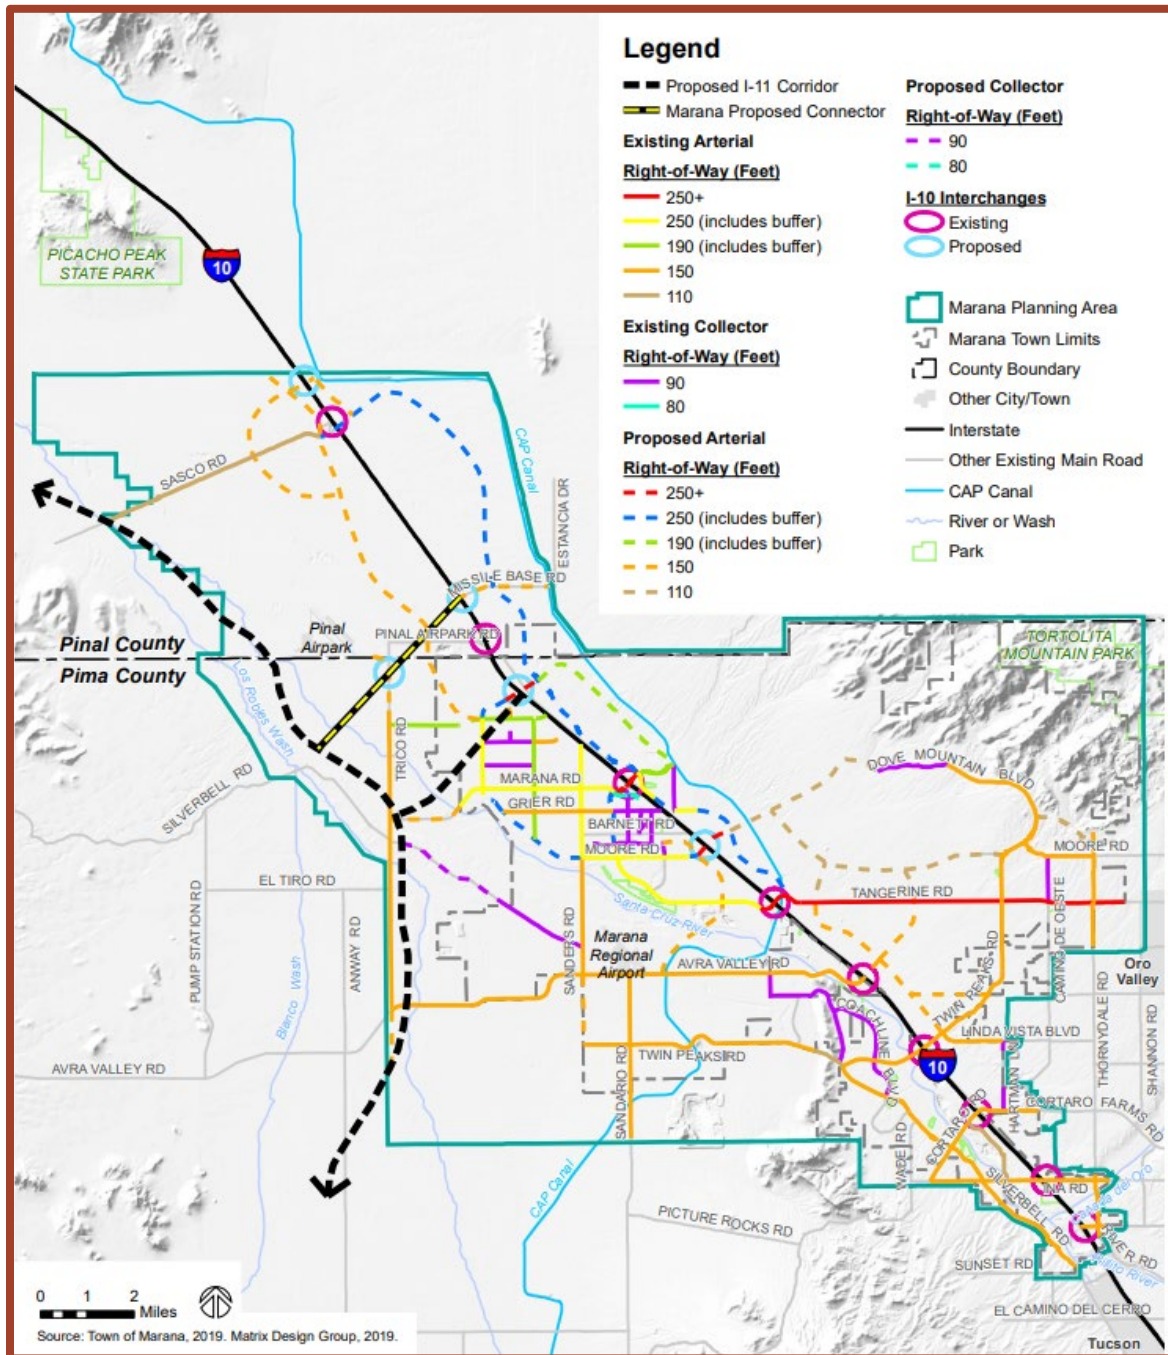 Legend
Proposed I-11 Corridor
Marana Proposed Connector
Existing Arterial
Right-of-Way (Feet)
250+
250 (includes buffer)
190 (includes buffer)
150
110
Existing Collector
Right-of-Way (Feet)
90
80
Proposed Arterial
Right-of-Way (Feet)
250+
250 (includes buffer)
190 (includes buffer)
150
110
Proposed Collector
Right-of-Way (Feet)
90
80
I-10 Interchanges
Existing
Proposed
Marana Planning Area
Marana Town Limits
County Boundary
Other City/Town
Interstate
Other Existing Main Road
CAP Canal
River or Wash
Park
PICACHO PEAK
STATE PARK
10
SASCO RD
CAP Canal
ESTANCIA DR
MISSILE BASE RD
Pinal County
Pima County
Pinal
Airpark
PINAL AIRPARK RD
TORTOLITA
MOUNTAIN PARK
Los Robles Wash
TRICO RD
SILVERBELL RD
MARANA RD
GRIER RD
BARNETT RD
MOORE RD
DOVE MOUNTAIN BLVD
MOORE RD
TANGERINE RD
EL TIRO RD
PUMP STATION RD
ANWAY RD
Blanco Wash
SANDERS RD
Santa Cruz River
Marana
Regional
Airport
AVRA VALLEY RD
CAMINO DE OESTE
Oro
Valley
TWIN PEAKS RD
COACHLINE BLVD
LINDA VISTA BLVD
THORNYDALE RD
SHANNON RD
10
AVRA VALLEY RD
TWIN PEAKS RD
SANDARIO RD
HARTMAN LN
CORTARO FARMS RD
CORTARO RD
WADE RD
SILVERBELL RD
INA RD
Cañada del Oro
RIVER RD
CAP Canal
PICTURE ROCKS RD
SUNSET RD
Rillito River
EL CAMINO DEL CERRO
Tucson
0 1 2
Miles
Source: Town of Marana, 2019. Matrix Design Group, 2019.